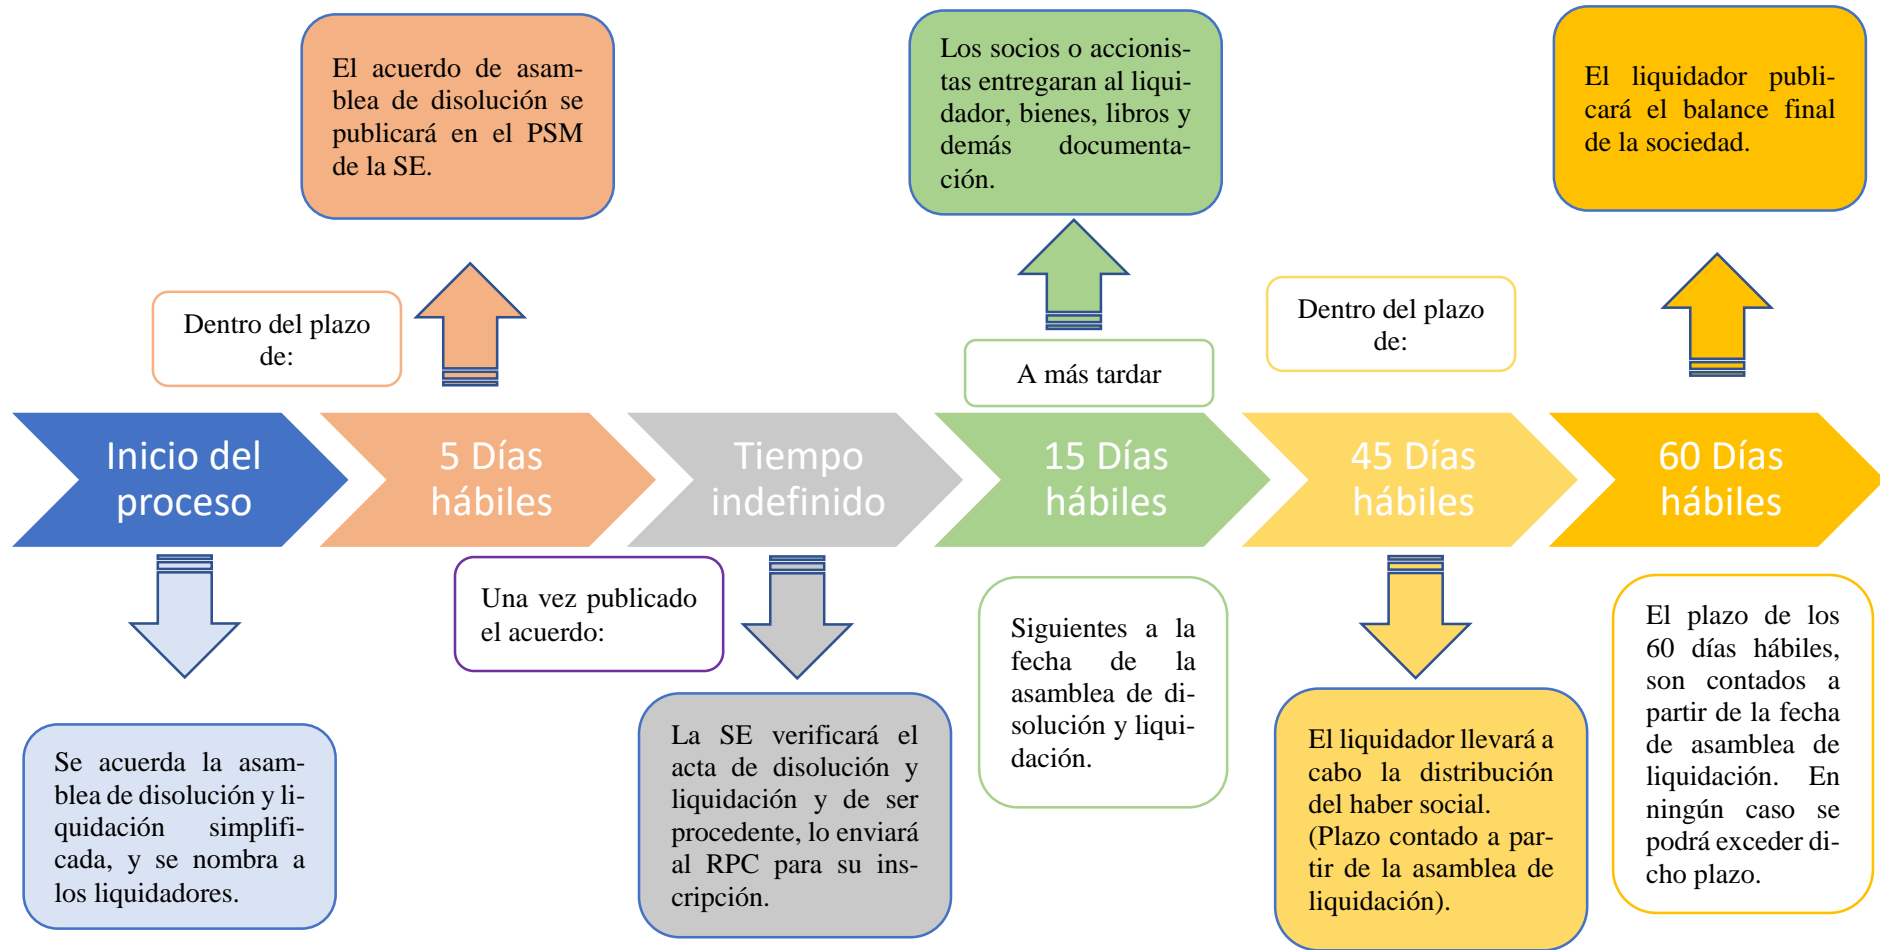 El acuerdo de asam-
blea de disolución se
publicará en el PSM
de la SE.
Los socios o accionis-
tas entregaran al liqui-
dador, bienes, libros y
demás documenta-
ción.
El liquidador publi-
cará el balance final
de la sociedad.
Dentro del plazo
de:
A más tardar
Dentro del plazo
de:
Inicio del
proceso
5 Días
hábiles
Tiempo
indefinido
15 Días
hábiles
45 Días
hábiles
60 Días
hábiles
Una vez publicado
el acuerdo:
Siguientes a la
fecha de la
asamblea de di-
solución y liqui-
dación.
El plazo de los
60 días hábiles,
son contados a
partir de la fecha
de asamblea de
liquidación. En
ningún caso se
podrá exceder di-
cho plazo.
Se acuerda la asam-
blea de disolución y li-
quidación simplifi-
cada, y se nombra a
los liquidadores.
La SE verificará el
acta de disolución y
liquidación y de ser
procedente, lo enviará
al RPC para su ins-
cripción.
El liquidador llevará a
cabo la distribución
del haber social.
(Plazo contado a par-
tir de la asamblea de
liquidación).